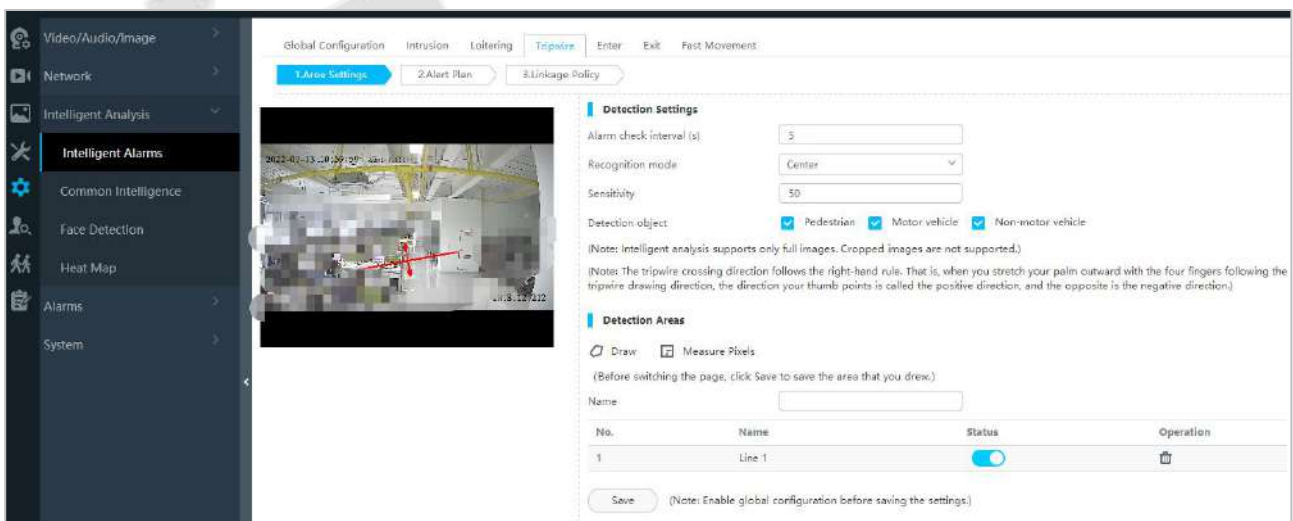 Video/Audio/Image
Network
Intelligent Analysis
Intelligent Alarms
Common Intelligence
Face Detection
Heat Map
Alarms
System
Global Configuration Intrusion Loitering Tripwire Enter Exit Fast Movement
1.Area Settings 2.Alert Plan 3.Linkage Policy
Detection Settings
Alarm check interval (s) 5
Recognition mode Center
Sensitivity 50
Detection object Pedestrian Motor vehicle Non-motor vehicle
(Note: Intelligent analysis supports only full images. Cropped images are not supported.)
(Note: The tripwire crossing direction follows the right-hand rule. That is, when you stretch your palm outward with the four fingers following the
tripwire drawing direction, the direction your thumb points is called the positive direction, and the opposite is the negative direction.)
Detection Areas
Draw Measure Pixels
(Before switching the page, click Save to save the area that you drew.)
Name
No. Name Status Operation
1 Line 1
Save (Note: Enable global configuration before saving the settings.)